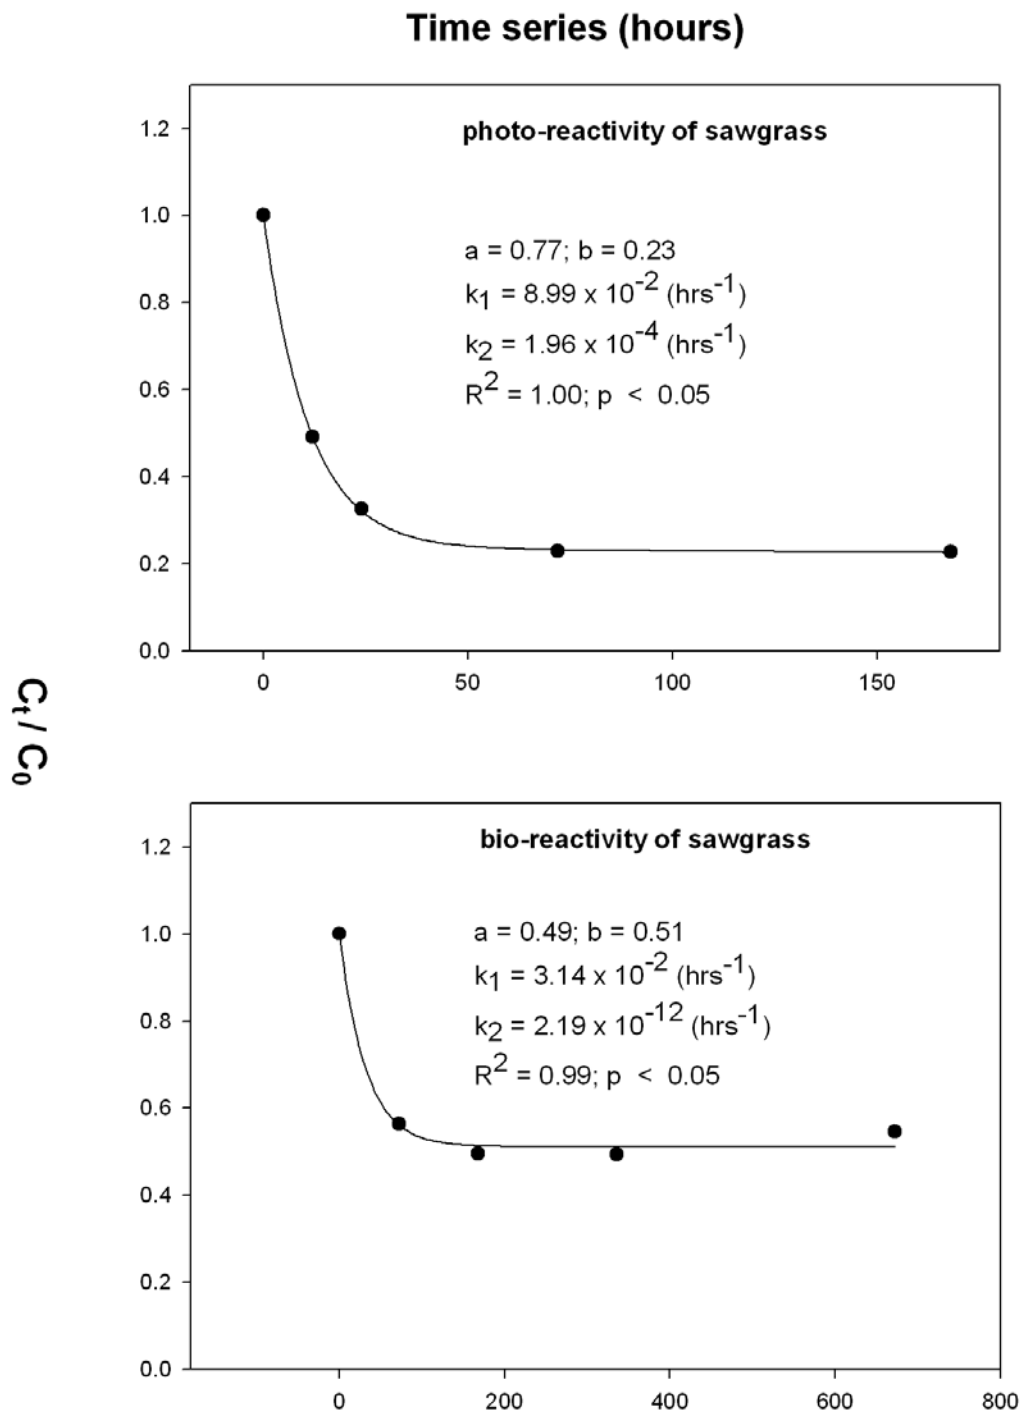 Time series (hours)
photo-reactivity of sawgrass
a = 0.77; b = 0.23
k₁ = 8.99 x 10⁻² (hrs⁻¹)
k₂ = 1.96 x 10⁻⁴ (hrs⁻¹)
R² = 1.00; p < 0.05
1.2
1.0
0.8
0.6
0.4
0.2
0.0
0 50 100 150
Cₜ / C₀
bio-reactivity of sawgrass
a = 0.49; b = 0.51
k₁ = 3.14 x 10⁻² (hrs⁻¹)
k₂ = 2.19 x 10⁻¹² (hrs⁻¹)
R² = 0.99; p < 0.05
1.2
1.0
0.8
0.6
0.4
0.2
0.0
0 200 400 600 800